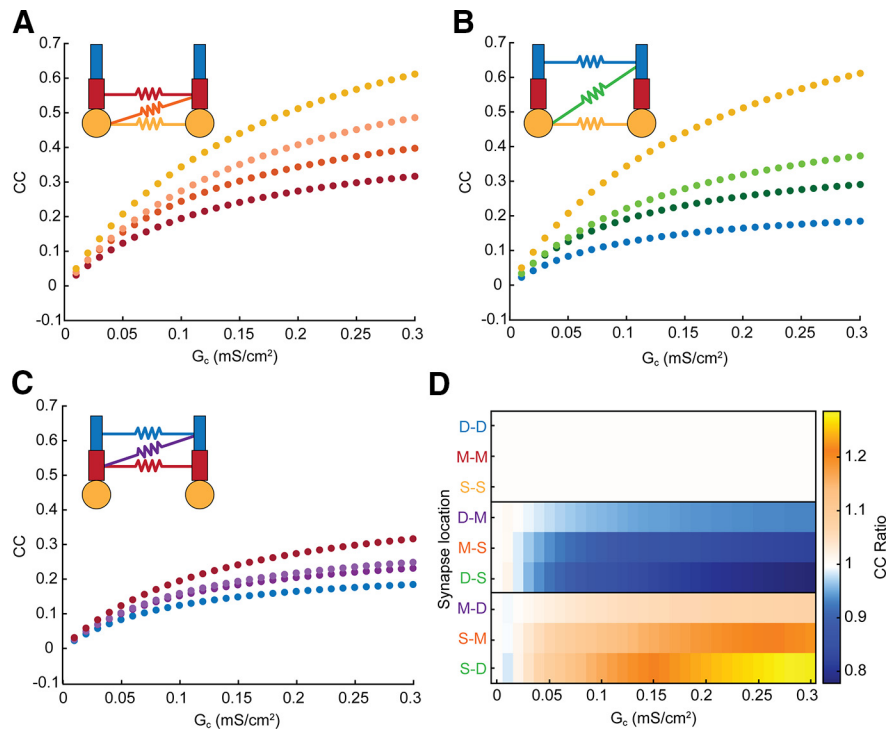 A
0.7
0.6
0.5
0.4
0.3
0.2
0.1
0
-0.1
CC
0
0.05
0.1
0.15
0.2
0.25
0.3
Gc (mS/cm²)
B
0.7
0.6
0.5
0.4
0.3
0.2
0.1
0
-0.1
CC
0
0.05
0.1
0.15
0.2
0.25
0.3
Gc (mS/cm²)
C
0.7
0.6
0.5
0.4
0.3
0.2
0.1
0
-0.1
CC
0
0.05
0.1
0.15
0.2
0.25
0.3
Gc (mS/cm²)
D
Synapse location
D-D
M-M
S-S
D-M
M-S
D-S
M-D
S-M
S-D
0
0.05
0.1
0.15
0.2
0.25
0.3
Gc (mS/cm²)
1.2
1.1
1
0.9
0.8
CC Ratio